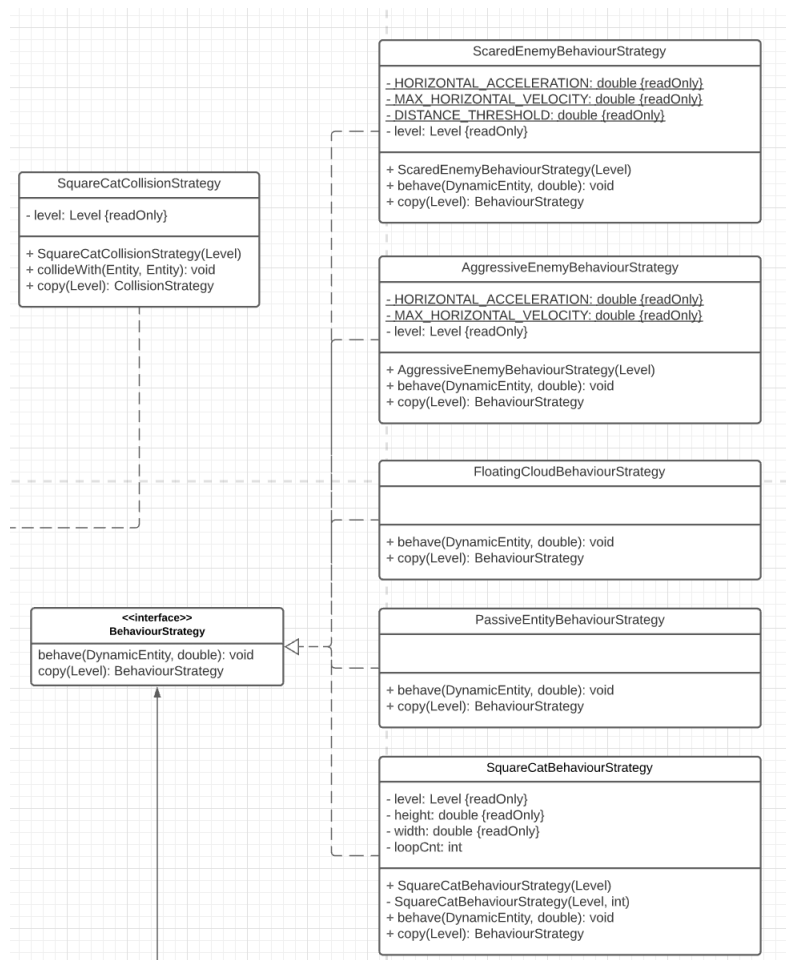 ScaredEnemyBehaviourStrategy
- HORIZONTAL_ACCELERATION: double {readOnly}
- MAX_HORIZONTAL_VELOCITY: double {readOnly}
- DISTANCE_THRESHOLD: double {readOnly}
- level: Level {readOnly}
+ ScaredEnemyBehaviourStrategy(Level)
+ behave(DynamicEntity, double): void
+ copy(Level): BehaviourStrategy
SquareCatCollisionStrategy
- level: Level {readOnly}
+ SquareCatCollisionStrategy(Level)
+ collideWith(Entity, Entity): void
+ copy(Level): CollisionStrategy
AggressiveEnemyBehaviourStrategy
- HORIZONTAL_ACCELERATION: double {readOnly}
- MAX_HORIZONTAL_VELOCITY: double {readOnly}
- level: Level {readOnly}
+ AggressiveEnemyBehaviourStrategy(Level)
+ behave(DynamicEntity, double): void
+ copy(Level): BehaviourStrategy
FloatingCloudBehaviourStrategy
+ behave(DynamicEntity, double): void
+ copy(Level): BehaviourStrategy
<<interface>>
BehaviourStrategy
behave(DynamicEntity, double): void
copy(Level): BehaviourStrategy
PassiveEntityBehaviourStrategy
+ behave(DynamicEntity, double): void
+ copy(Level): BehaviourStrategy
SquareCatBehaviourStrategy
- level: Level {readOnly}
- height: double {readOnly}
- width: double {readOnly}
- loopCnt: int
+ SquareCatBehaviourStrategy(Level)
- SquareCatBehaviourStrategy(Level, int)
+ behave(DynamicEntity, double): void
+ copy(Level): BehaviourStrategy